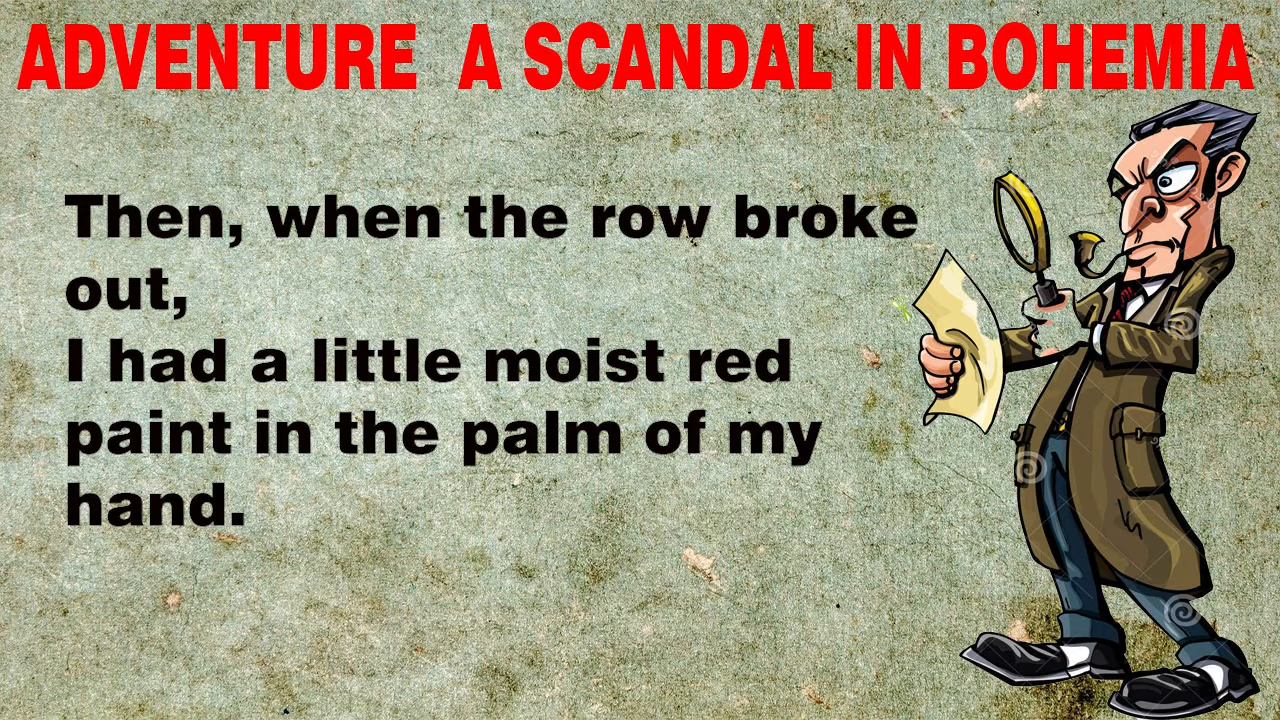 ADVENTURE A SCANDAL IN BOHEMIA
Then, when the row broke
out,
I had a little moist red
paint in the palm of my
hand.